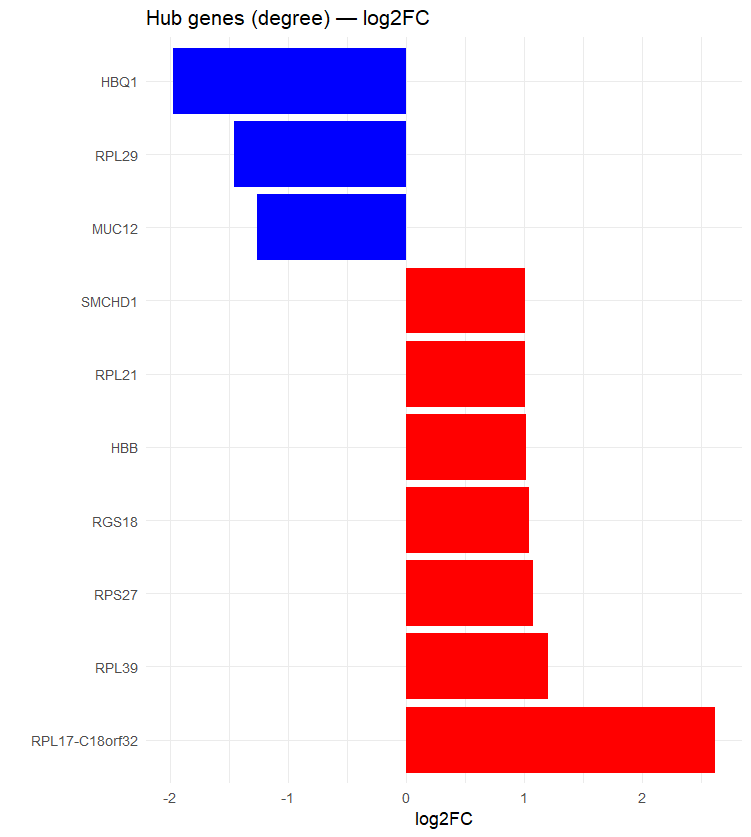 Hub genes (degree) — log2FC
HBQ1
RPL29
MUC12
SMCHD1
RPL21
HBB
RGS18
RPS27
RPL39
RPL17-C18orf32
-2 -1 0 1 2
log2FC